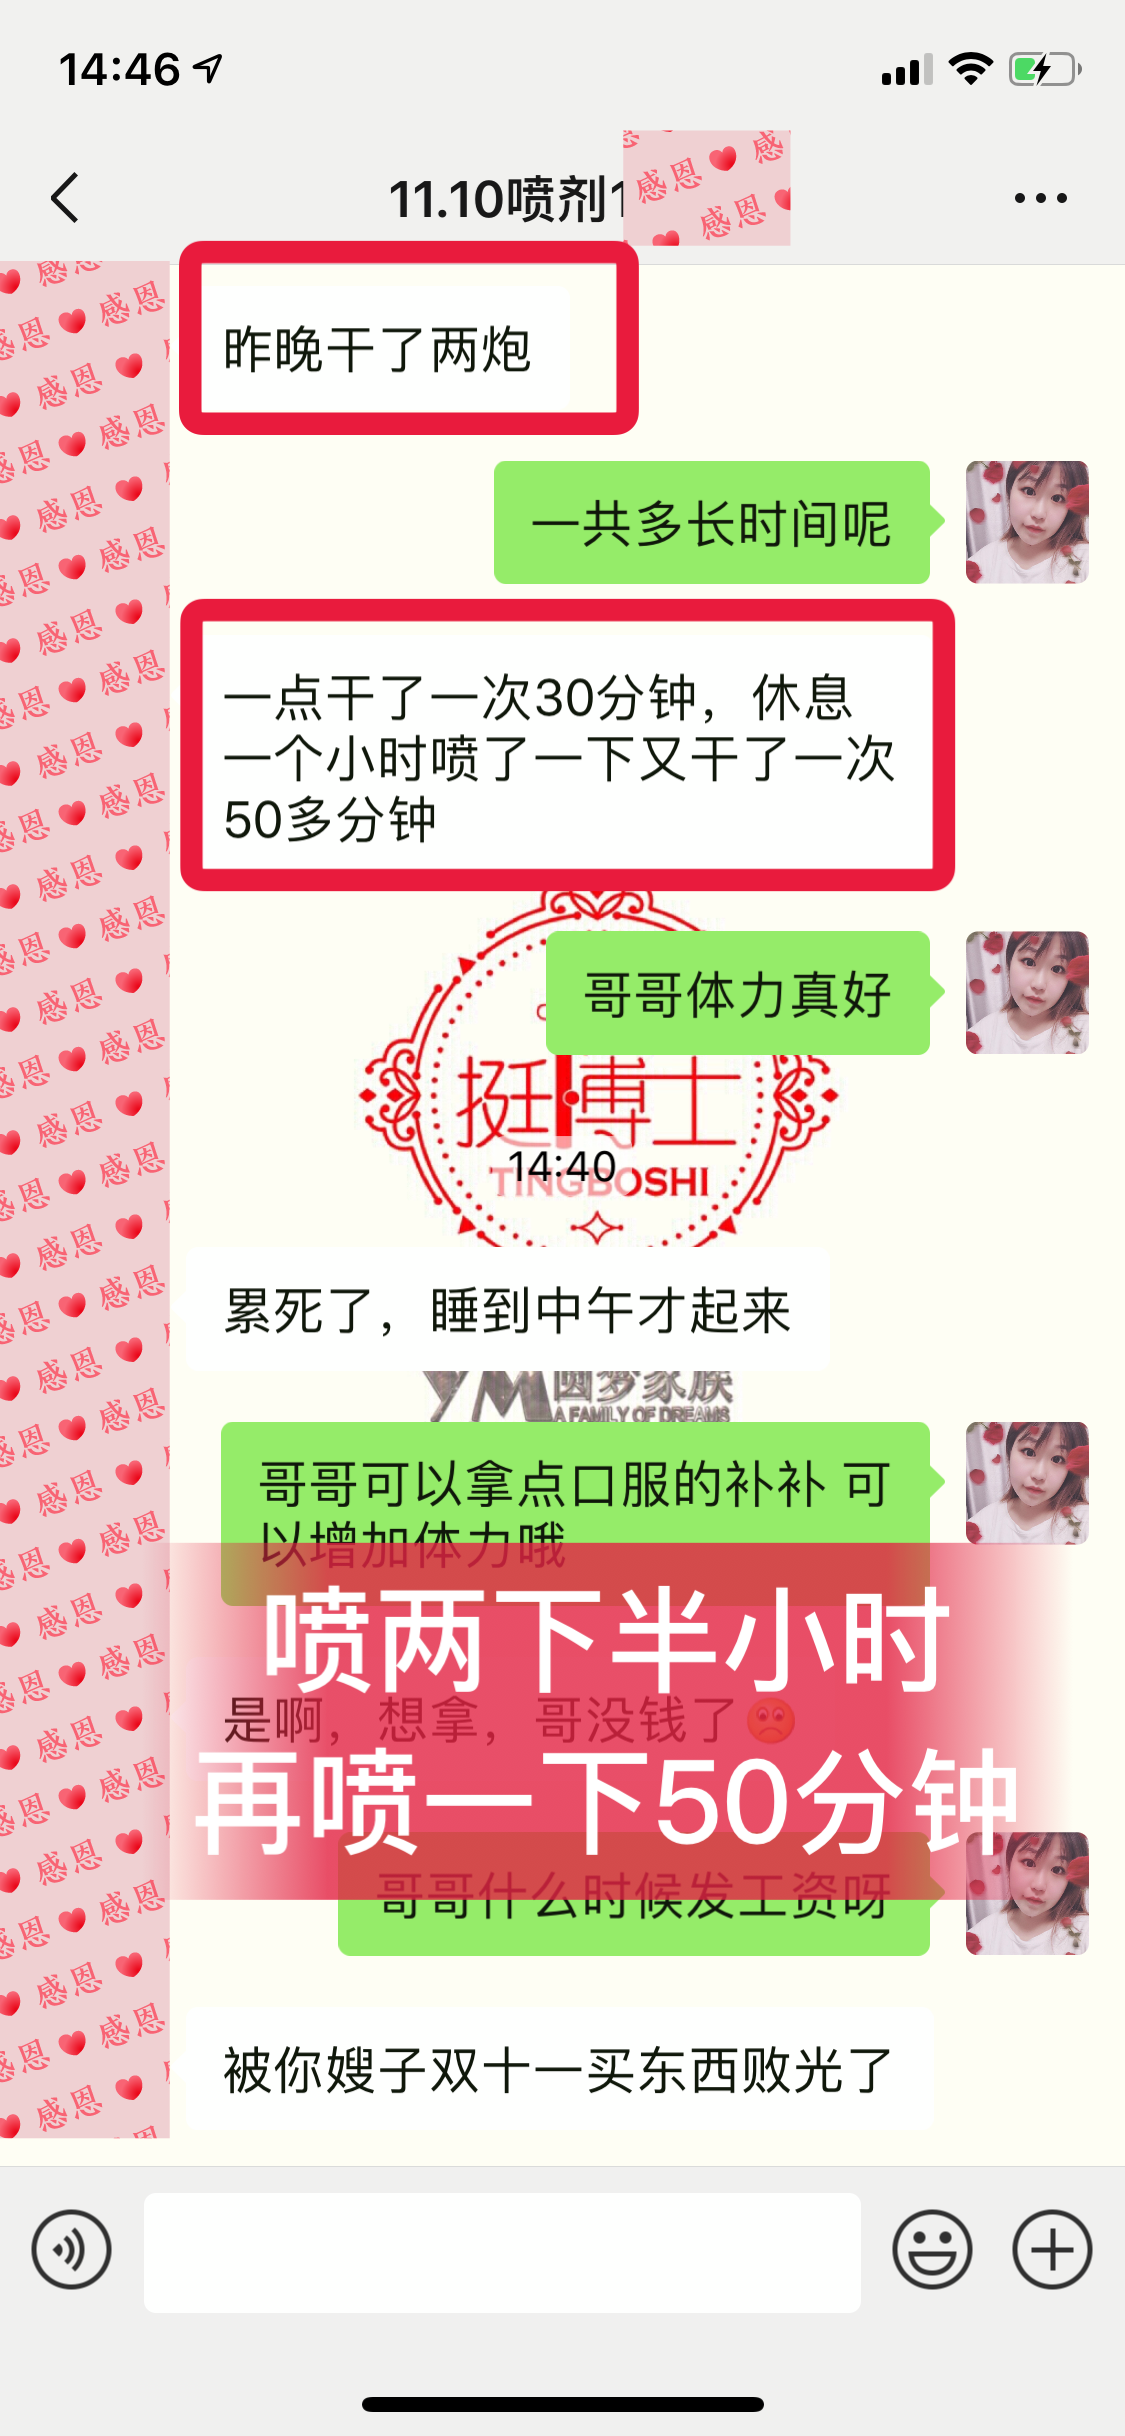 14:46
11.10喷剂1
感恩 感
感恩
昨晚干了两炮
一共多长时间呢
一点干了一次30分钟，休息
一个小时喷了一下又干了一次
50多分钟
哥哥体力真好
挺博士
14:40
TINGBOSHI
累死了，睡到中午才起来
YM圆梦家族
A FAMILY OF DREAMS
哥哥可以拿点口服的补补 可
以增加体力哦
喷两下半小时
是啊，想拿，哥没钱了
再喷一下50分钟
哥哥什么时候发工资呀
被你嫂子双十一买东西败光了